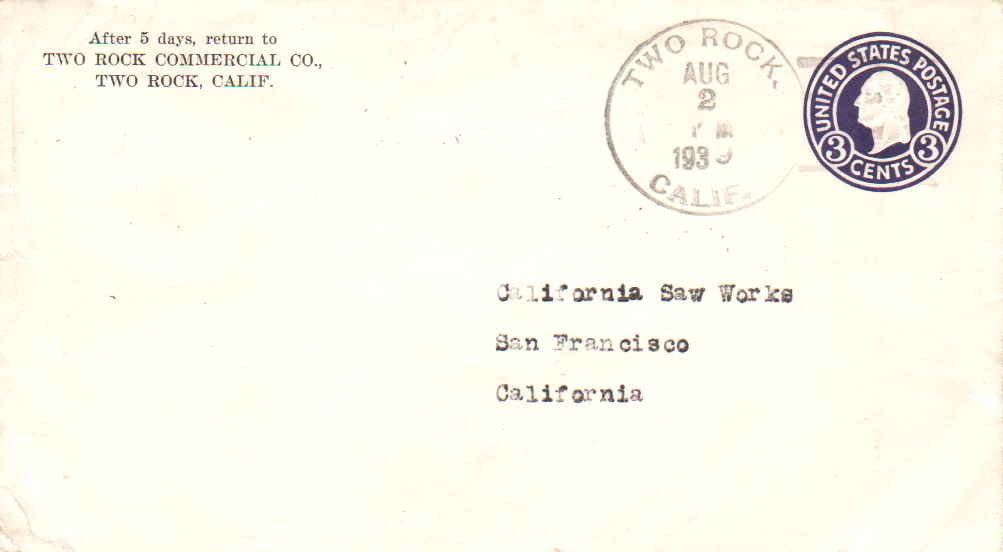 After 5 days, return to
TWO ROCK COMMERCIAL CO.,
TWO ROCK, CALIF.
TWO ROCK,
AUG
2
1939
CALIF.
UNITED STATES POSTAGE
3 3
CENTS
California Saw Works
San Francisco
California